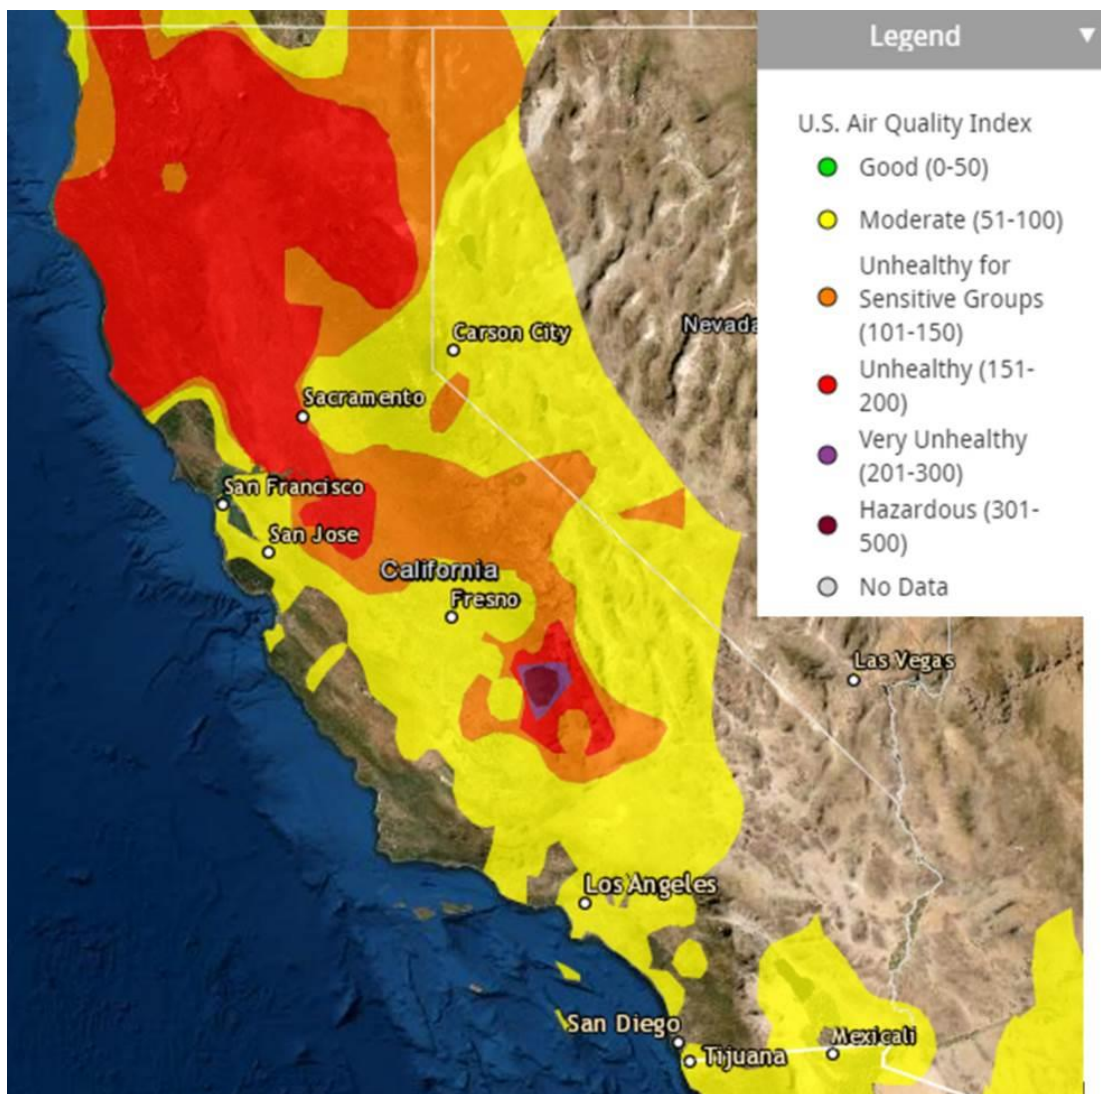 Legend
U.S. Air Quality Index
Good (0-50)
Moderate (51-100)
Unhealthy for
Sensitive Groups
(101-150)
Unhealthy (151-
200)
Very Unhealthy
(201-300)
Hazardous (301-
500)
No Data
Nevada
Carson City
Sacramento
San Francisco
San Jose
California
Fresno
Las Vegas
Los Angeles
San Diego
Tijuana
Mexicali